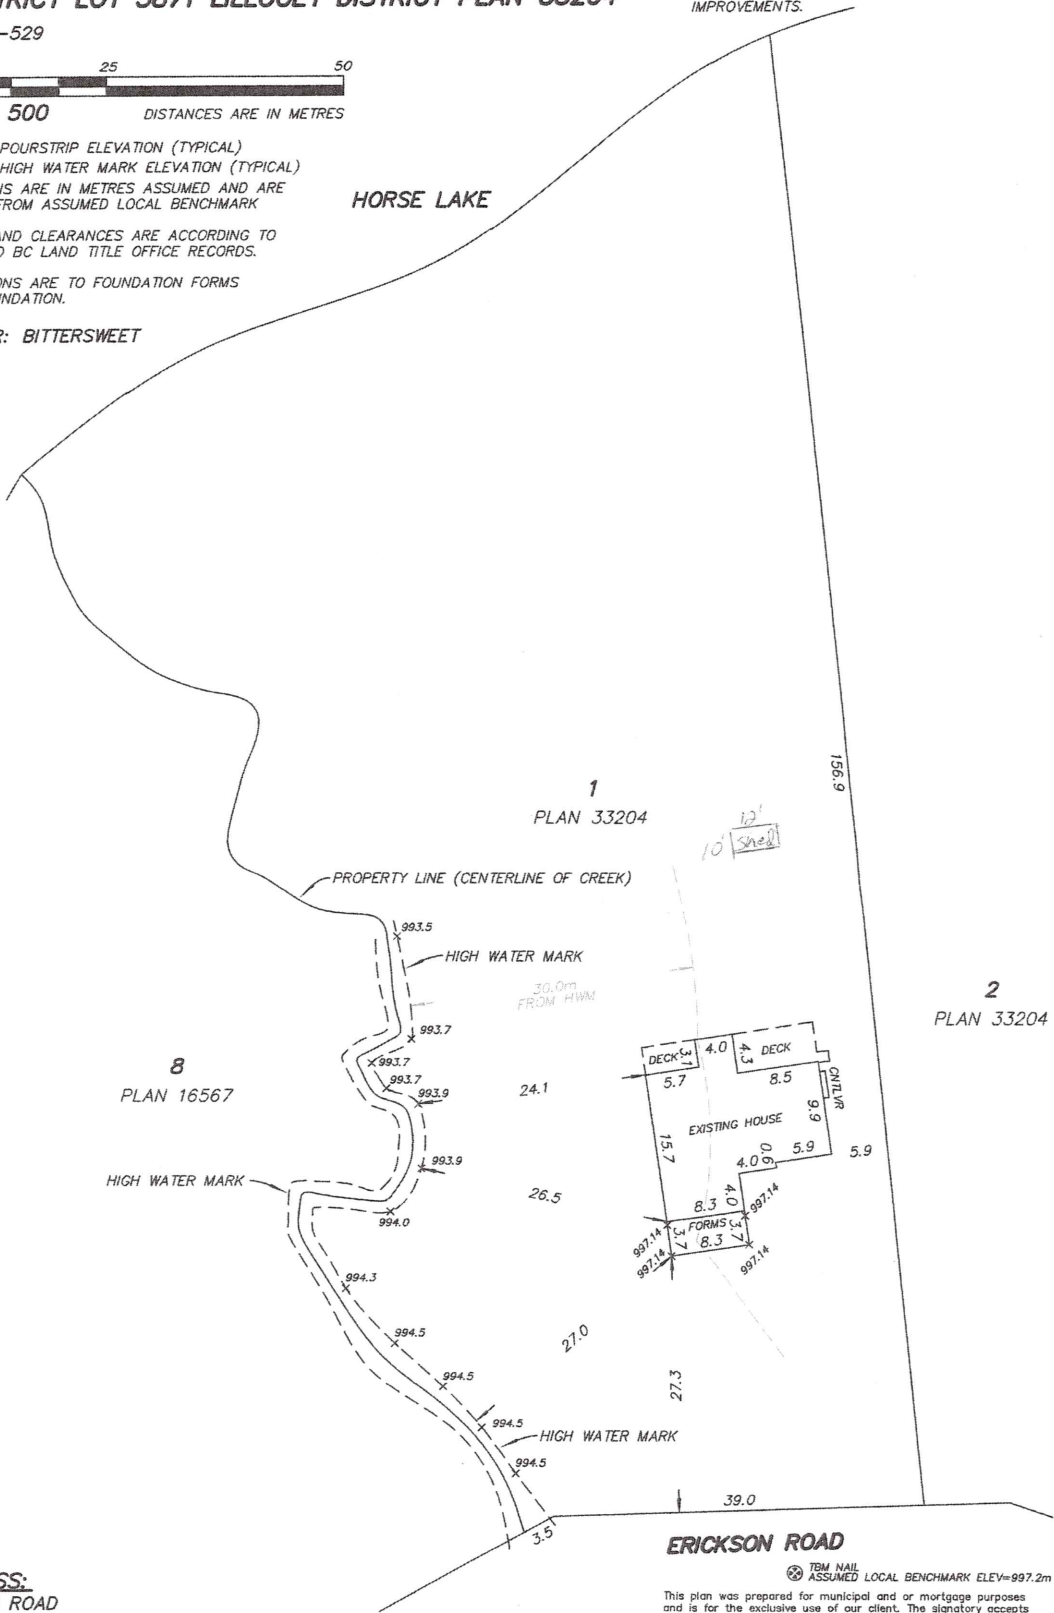 LOT 5871 LILLOOET DISTRICT PLAN 33204
-529
IMPROVEMENTS.
25 50
500 DISTANCES ARE IN METRES
POURSTRIP ELEVATION (TYPICAL)
HIGH WATER MARK ELEVATION (TYPICAL)
ARE IN METRES ASSUMED AND ARE
FROM ASSUMED LOCAL BENCHMARK
HORSE LAKE
AND CLEARANCES ARE ACCORDING TO
BC LAND TITLE OFFICE RECORDS.
ARE TO FOUNDATION FORMS
BITTERSWEET
156.9
1
PLAN 33204
12'
10' Shed
PROPERTY LINE (CENTERLINE OF CREEK)
993.5
HIGH WATER MARK
30.0m
FROM HWM
2
PLAN 33204
993.7
8
PLAN 16567
993.7
993.7
993.9
24.1
DECK 3.1 4.0 4.3 DECK
5.7 8.5
CNTLVR
EXISTING HOUSE
9.9
15.7
0.6 5.9 5.9
4.0
993.9
HIGH WATER MARK
26.5
994.0
8.3 4.0 997.14
FORMS
997.14 3.7 8.3 3.7
997.14 997.14
994.3
994.5
27.0
994.5
27.3
994.5
HIGH WATER MARK
994.5
39.0
3.5
ERICKSON ROAD
TBM NAIL
ASSUMED LOCAL BENCHMARK ELEV=997.2m
SS:
ROAD
This plan was prepared for municipal and or mortgage purposes
and is for the exclusive use of our client. The signatory accepts